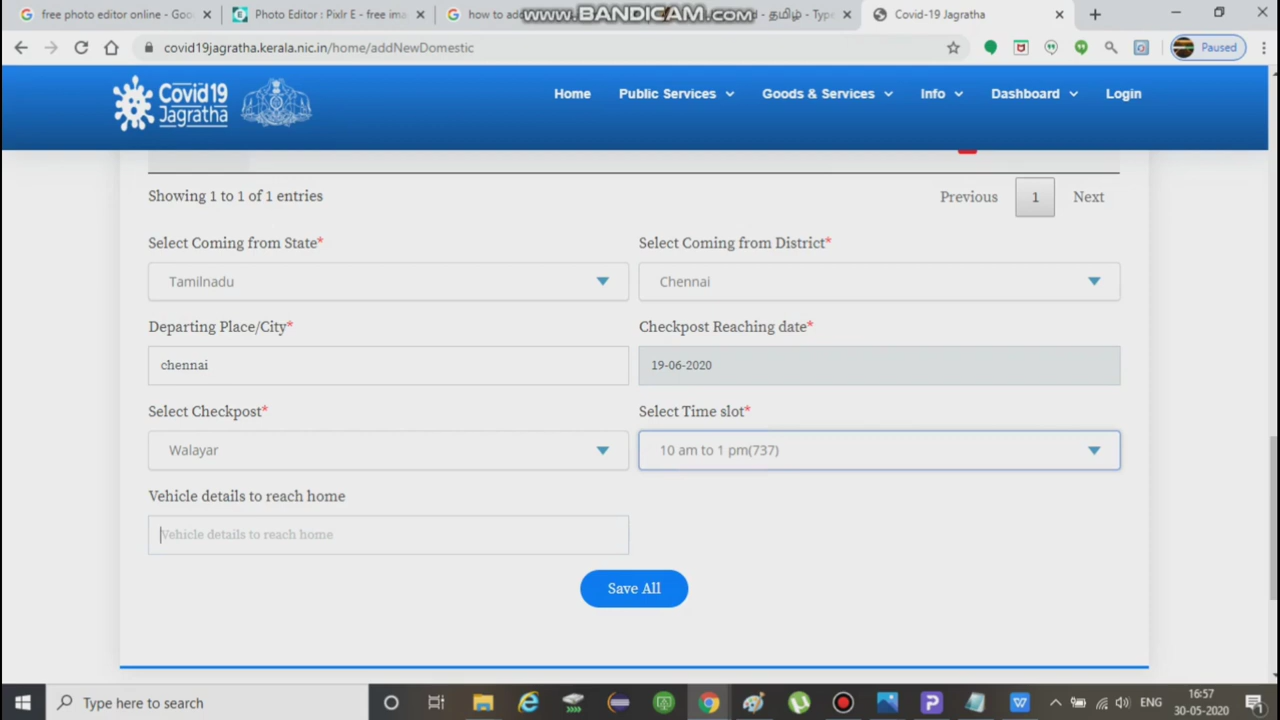 free photo editor online - Goo
Photo Editor : Pixlr E - free ima
how to add
www.BANDICAM.com
d - தமிழ் - Type
Covid-19 Jagratha
covid19jagratha.kerala.nic.in/home/addNewDomestic
Paused
Covid19
Jagratha
Home
Public Services
Goods & Services
Info
Dashboard
Login
Showing 1 to 1 of 1 entries
Previous
1
Next
Select Coming from State*
Select Coming from District*
Tamilnadu
Chennai
Departing Place/City*
Checkpost Reaching date*
chennai
19-06-2020
Select Checkpost*
Select Time slot*
Walayar
10 am to 1 pm(737)
Vehicle details to reach home
Vehicle details to reach home
Save All
Type here to search
ENG
16:57
30-05-2020